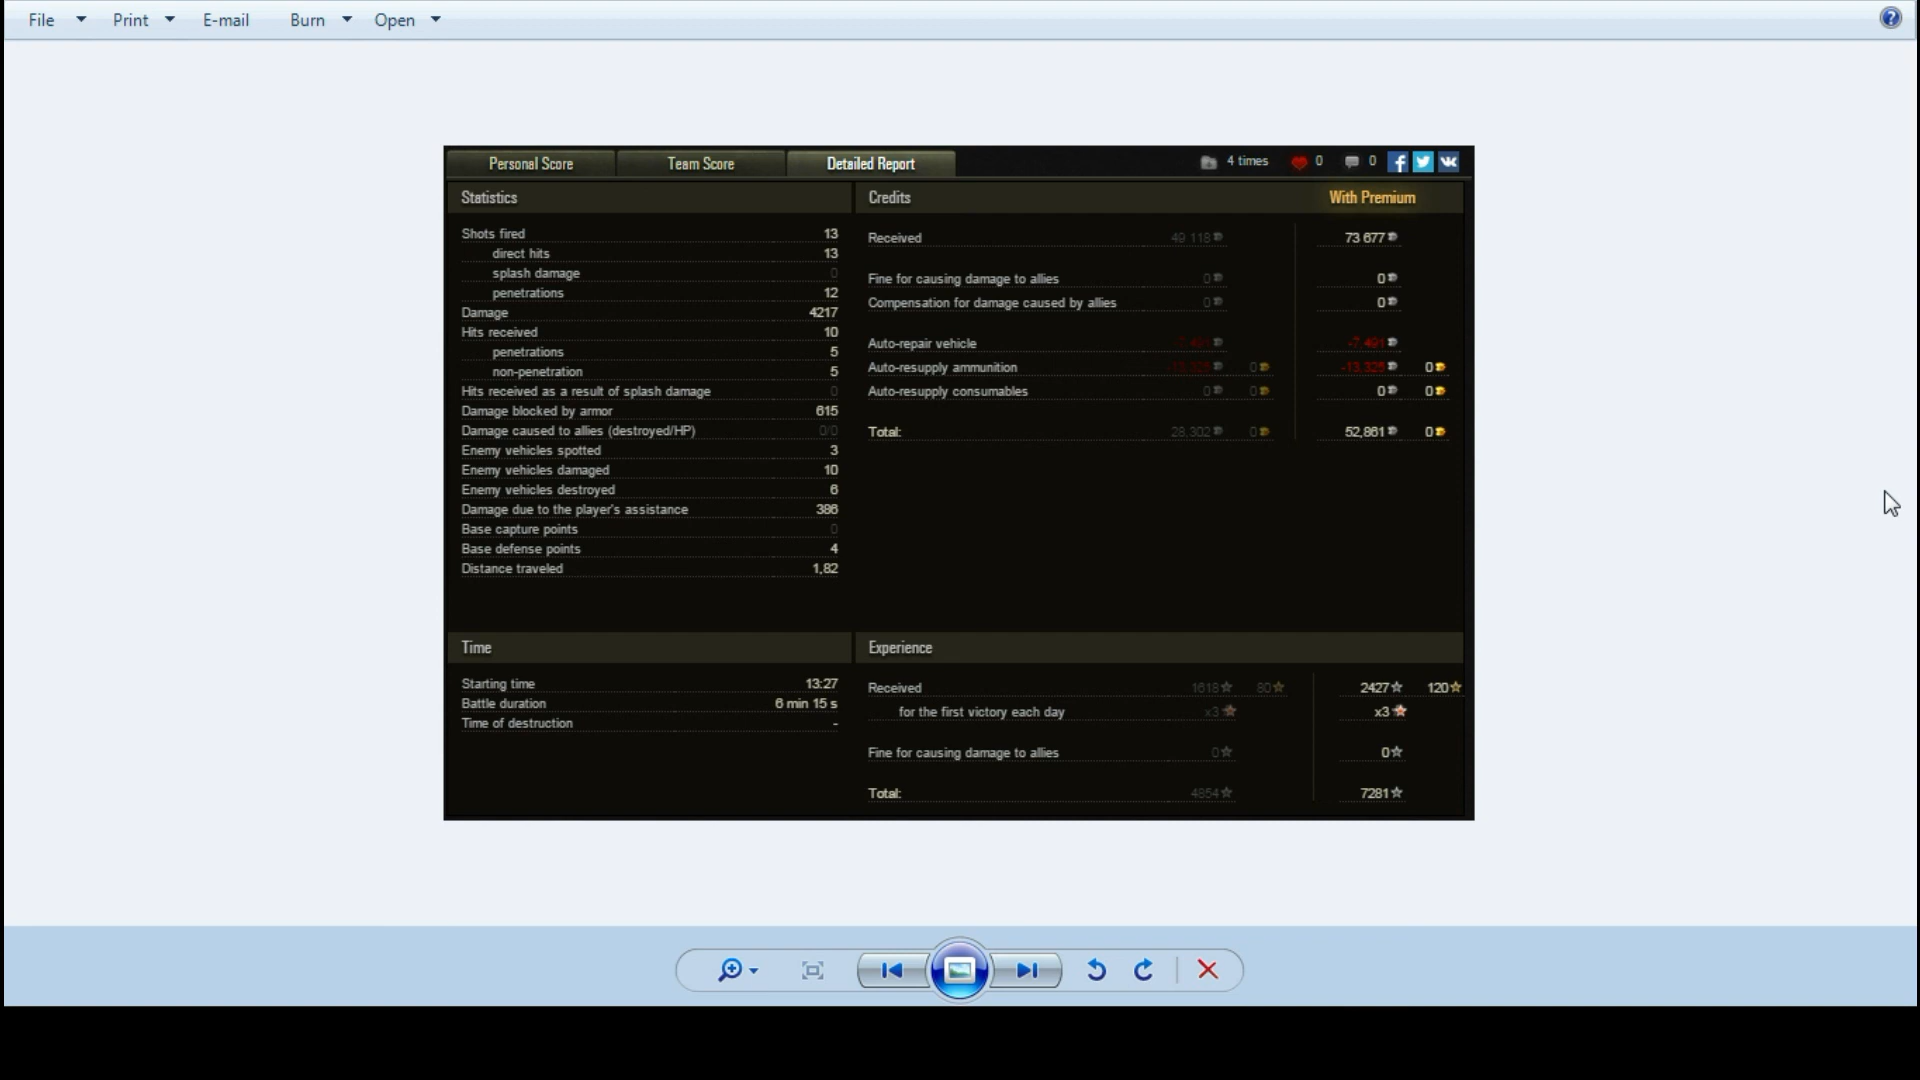 File Print E-mail Burn Open
Personal Score Team Score Detailed Report 4 times 0 0
Statistics
Shots fired 13
direct hits 13
splash damage 0
penetrations 12
Damage 4217
Hits received 10
penetrations 5
non-penetration 5
Hits received as a result of splash damage 0
Damage blocked by armor 615
Damage caused to allies (destroyed/HP) 0/0
Enemy vehicles spotted 3
Enemy vehicles damaged 10
Enemy vehicles destroyed 6
Damage due to the player's assistance 386
Base capture points 0
Base defense points 4
Distance traveled 1,82
Credits With Premium
Received 49 118 73 677
Fine for causing damage to allies 0 0
Compensation for damage caused by allies 0 0
Auto-repair vehicle -7,491 -7,491
Auto-resupply ammunition -13,325 0 -13,325 0
Auto-resupply consumables 0 0 0 0
Total: 28,302 0 52,861 0
Time
Starting time 13:27
Battle duration 6 min 15 s
Time of destruction -
Experience
Received 1618 80 2427 120
for the first victory each day x3 x3
Fine for causing damage to allies 0 0
Total: 4854 7281